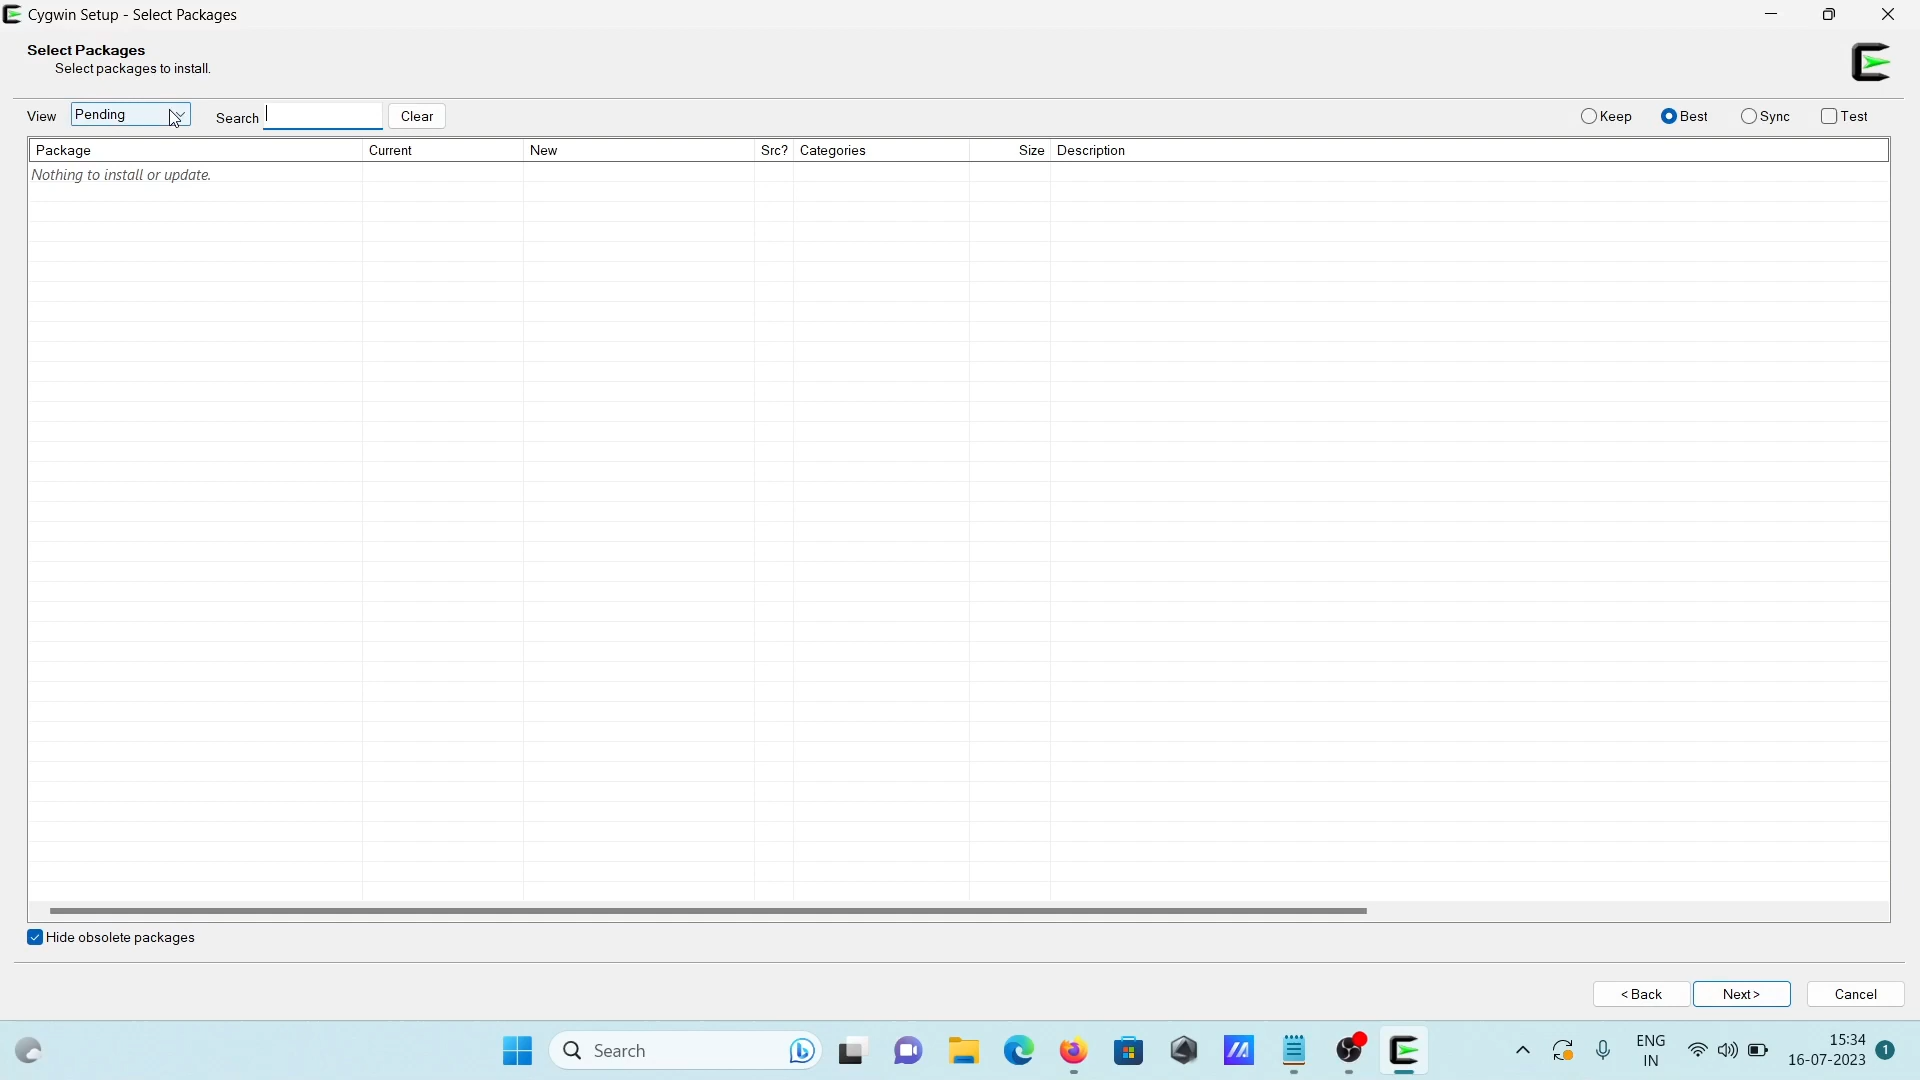 Cygwin Setup - Select Packages
Select Packages
Select packages to install.
View Pending Search Clear Keep Best Sync Test
Package Current New Src? Categories Size Description
Nothing to install or update.
Hide obsolete packages
< Back Next > Cancel
Search ENG 15:34
IN 16-07-2023 1